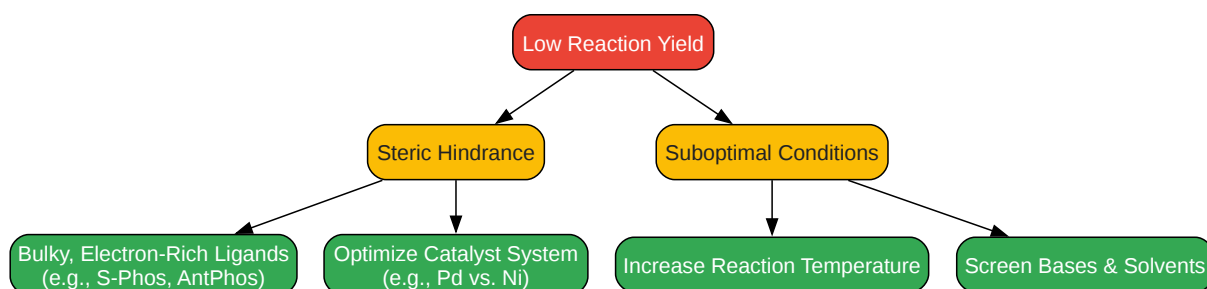 Low Reaction Yield
Steric Hindrance
Suboptimal Conditions
Bulky, Electron-Rich Ligands
(e.g., S-Phos, AntPhos)
Optimize Catalyst System
(e.g., Pd vs. Ni)
Increase Reaction Temperature
Screen Bases & Solvents